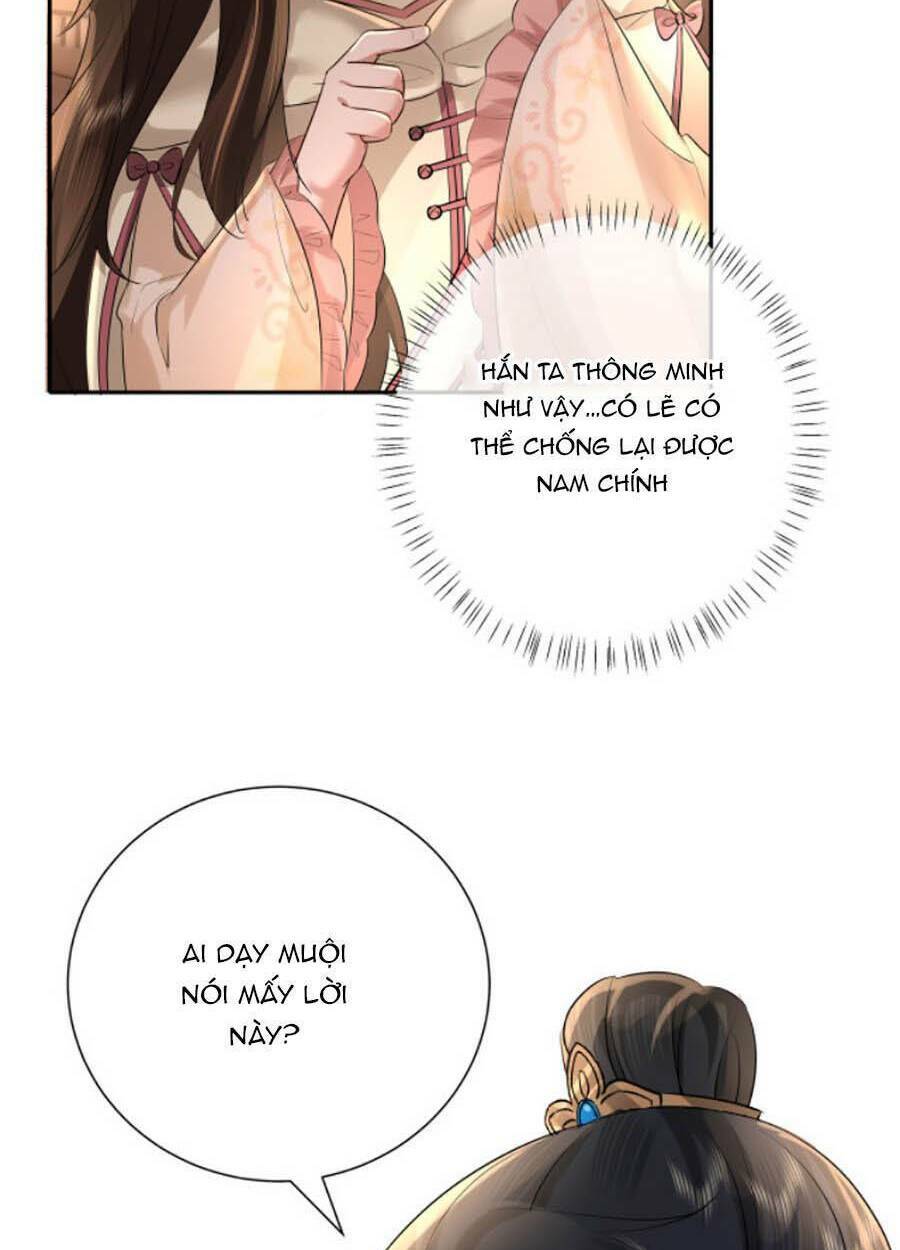 HẮN TA THÔNG MINH
NHƯ VẬY...CÓ LẼ CÓ
THỂ CHỐNG LẠI ĐƯỢC
NAM CHÍNH
AI DẠY MUỘI
NÓI MẤY LỜI
NÀY?